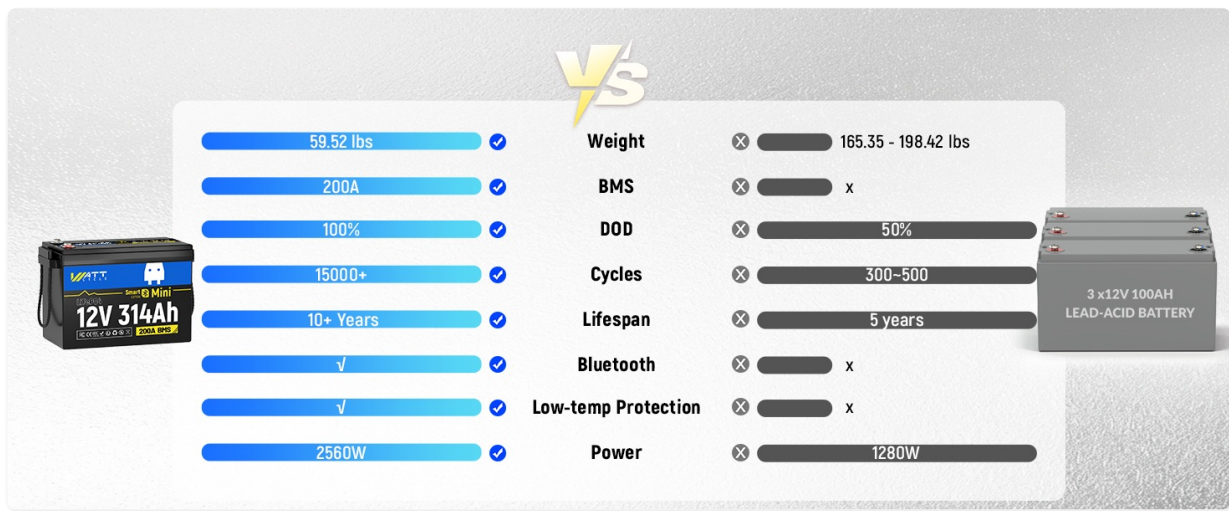 VS
59.52 lbs Weight X 165.35 - 198.42 lbs
200A BMS X x
100% DOD X 50%
15000+ Cycles X 300~500
10+ Years Lifespan X 5 years
√ Bluetooth X x
√ Low-temp Protection X x
2560W Power X 1280W
WATT
Smart Mini
12V 314Ah
200A BMS
3 x12V 100AH
LEAD-ACID BATTERY